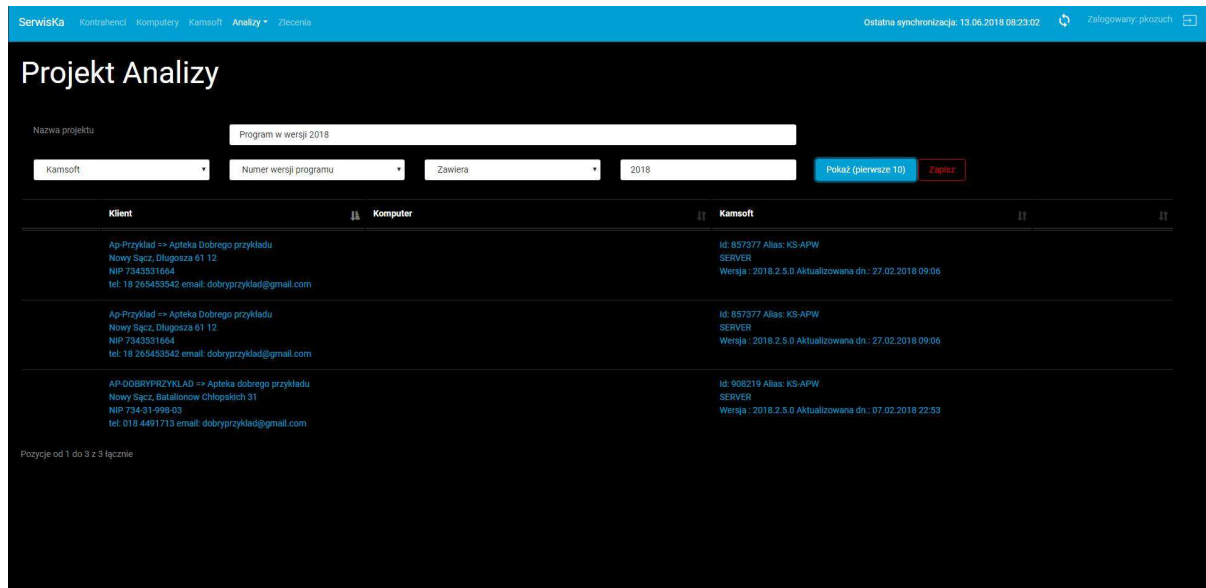 SerwisKa Kontrahenci Komputery Kamsoft Analizy Zlecenia Ostatna synchronizacja: 13.06.2018 08:23:02 Zalogowany: pkozuch
Projekt Analizy
Nazwa projektu Program w wersji 2018
Kamsoft Numer wersji programu Zawiera 2018 Pokaż (pierwsze 10) Zapisz
Klient Komputer Kamsoft
Ap-Przyklad => Apteka Dobrego przykładu Id: 857377 Alias: KS-APW
Nowy Sącz, Długosza 61 12 SERVER
NIP 7343531664 Wersja : 2018.2.5.0 Aktualizowana dn.: 27.02.2018 09:06
tel: 18 265453542 email: dobryprzyklad@gmail.com
Ap-Przyklad => Apteka Dobrego przykładu Id: 857377 Alias: KS-APW
Nowy Sącz, Długosza 61 12 SERVER
NIP 7343531664 Wersja : 2018.2.5.0 Aktualizowana dn.: 27.02.2018 09:06
tel: 18 265453542 email: dobryprzyklad@gmail.com
AP-DOBRYPRZYKLAD => Apteka dobrego przykładu Id: 908219 Alias: KS-APW
Nowy Sącz, Batalionow Chłopskich 31 SERVER
NIP 734-31-998-03 Wersja : 2018.2.5.0 Aktualizowana dn.: 07.02.2018 22:53
tel: 018 4491713 email: dobryprzyklad@gmail.com
Pozycje od 1 do 3 z 3 łącznie